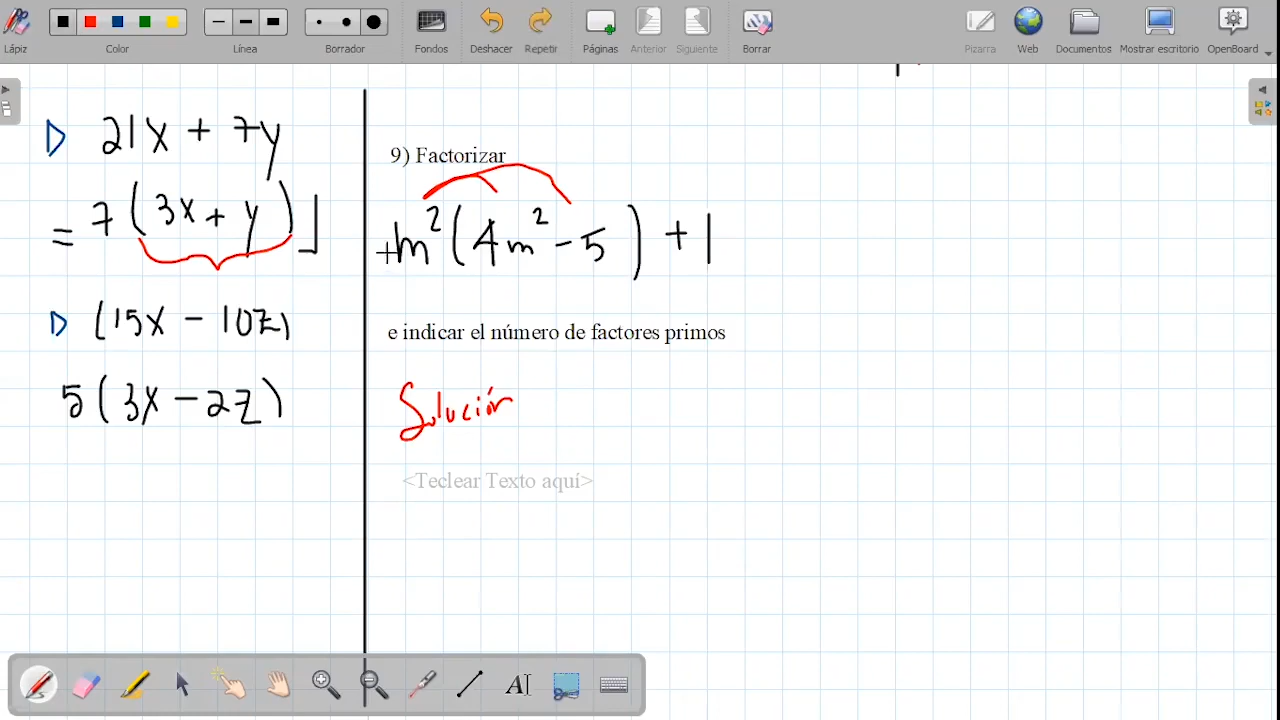 Lápiz
Color
Línea
Borrador
Fondos
Deshacer
Repetir
Páginas
Anterior
Siguiente
Borrar
Pizarra
Web
Documentos
Mostrar escritorio
OpenBoard
21x + 7y
= 7 (3x + y)
(15x - 10z)
5(3x - 2z)
9) Factorizar
m²(4m² - 5) + 1
e indicar el número de factores primos
Solución
<Teclear Texto aquí>